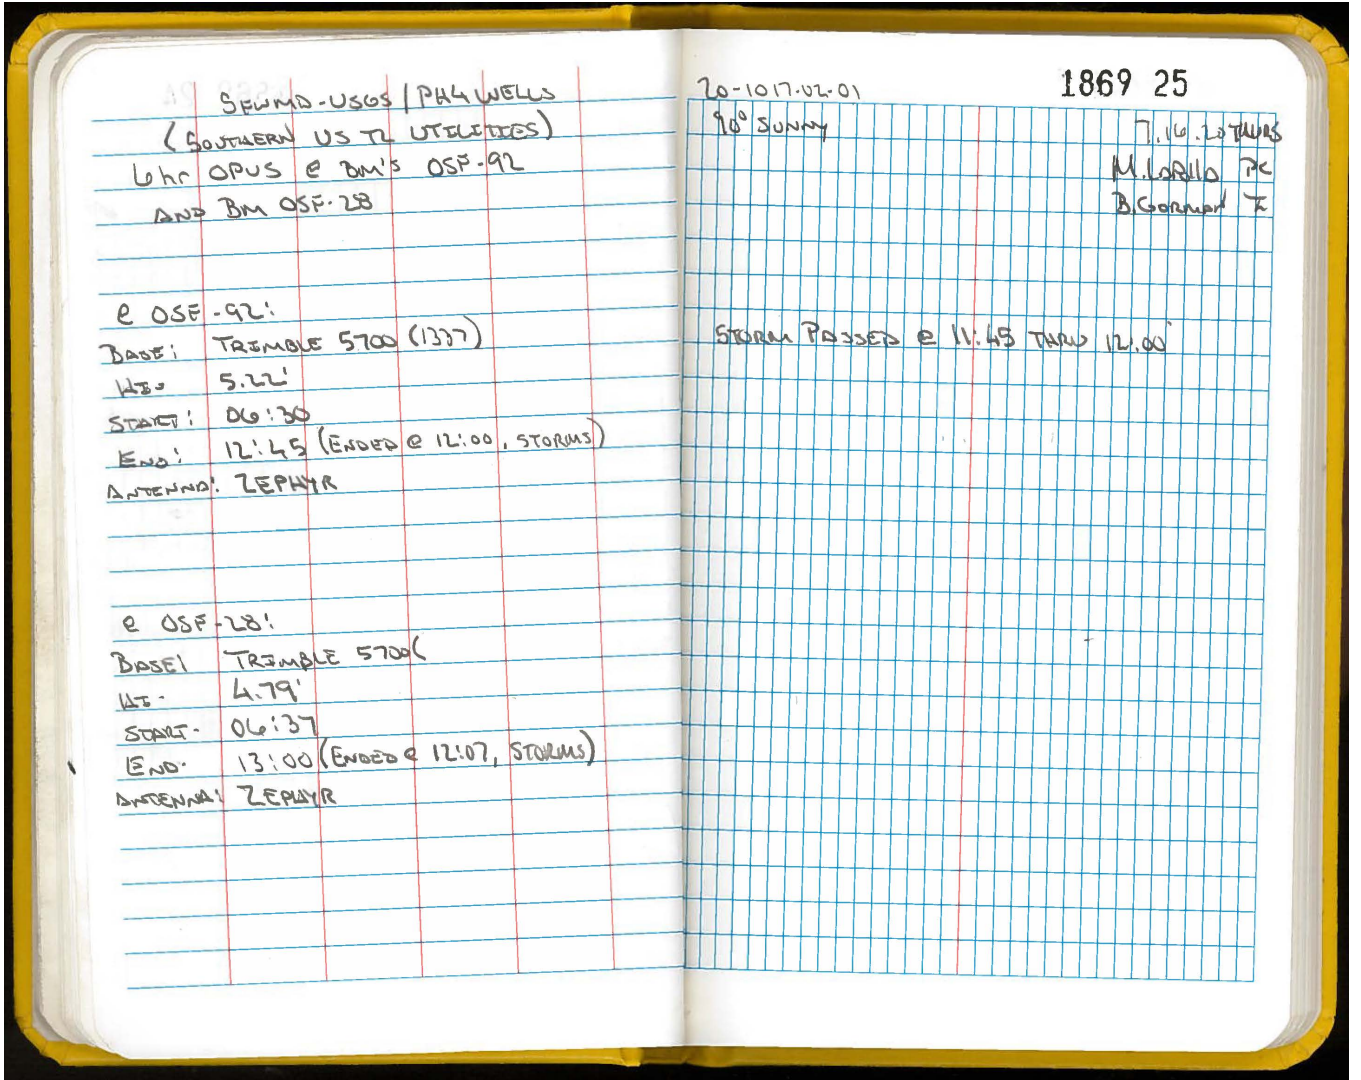 SFWMD-USGS / PH4 WELLS
(SOUTHERN US TL UTILITIES)
6hr OPUS @ BM'S OSF-92
AND BM OSF-28
@ OSF-92:
BASE: TRIMBLE 5700 (1337)
HI- 5.22'
START: 06:30
END: 12:45 (ENDED @ 12:00, STORMS)
ANTENNA: ZEPHYR
@ OSF-28:
BASE: TRIMBLE 5700(
HI- 4.79'
START- 06:37
END- 13:00 (ENDED @ 12:07, STORMS)
ANTENNA: ZEPHYR
20-1017.02-01
1869 25
90° SUNNY
7.16.20 THURS
M. PC
B. GORMAN
STORM PASSED @ 11:45 THRU 12:00